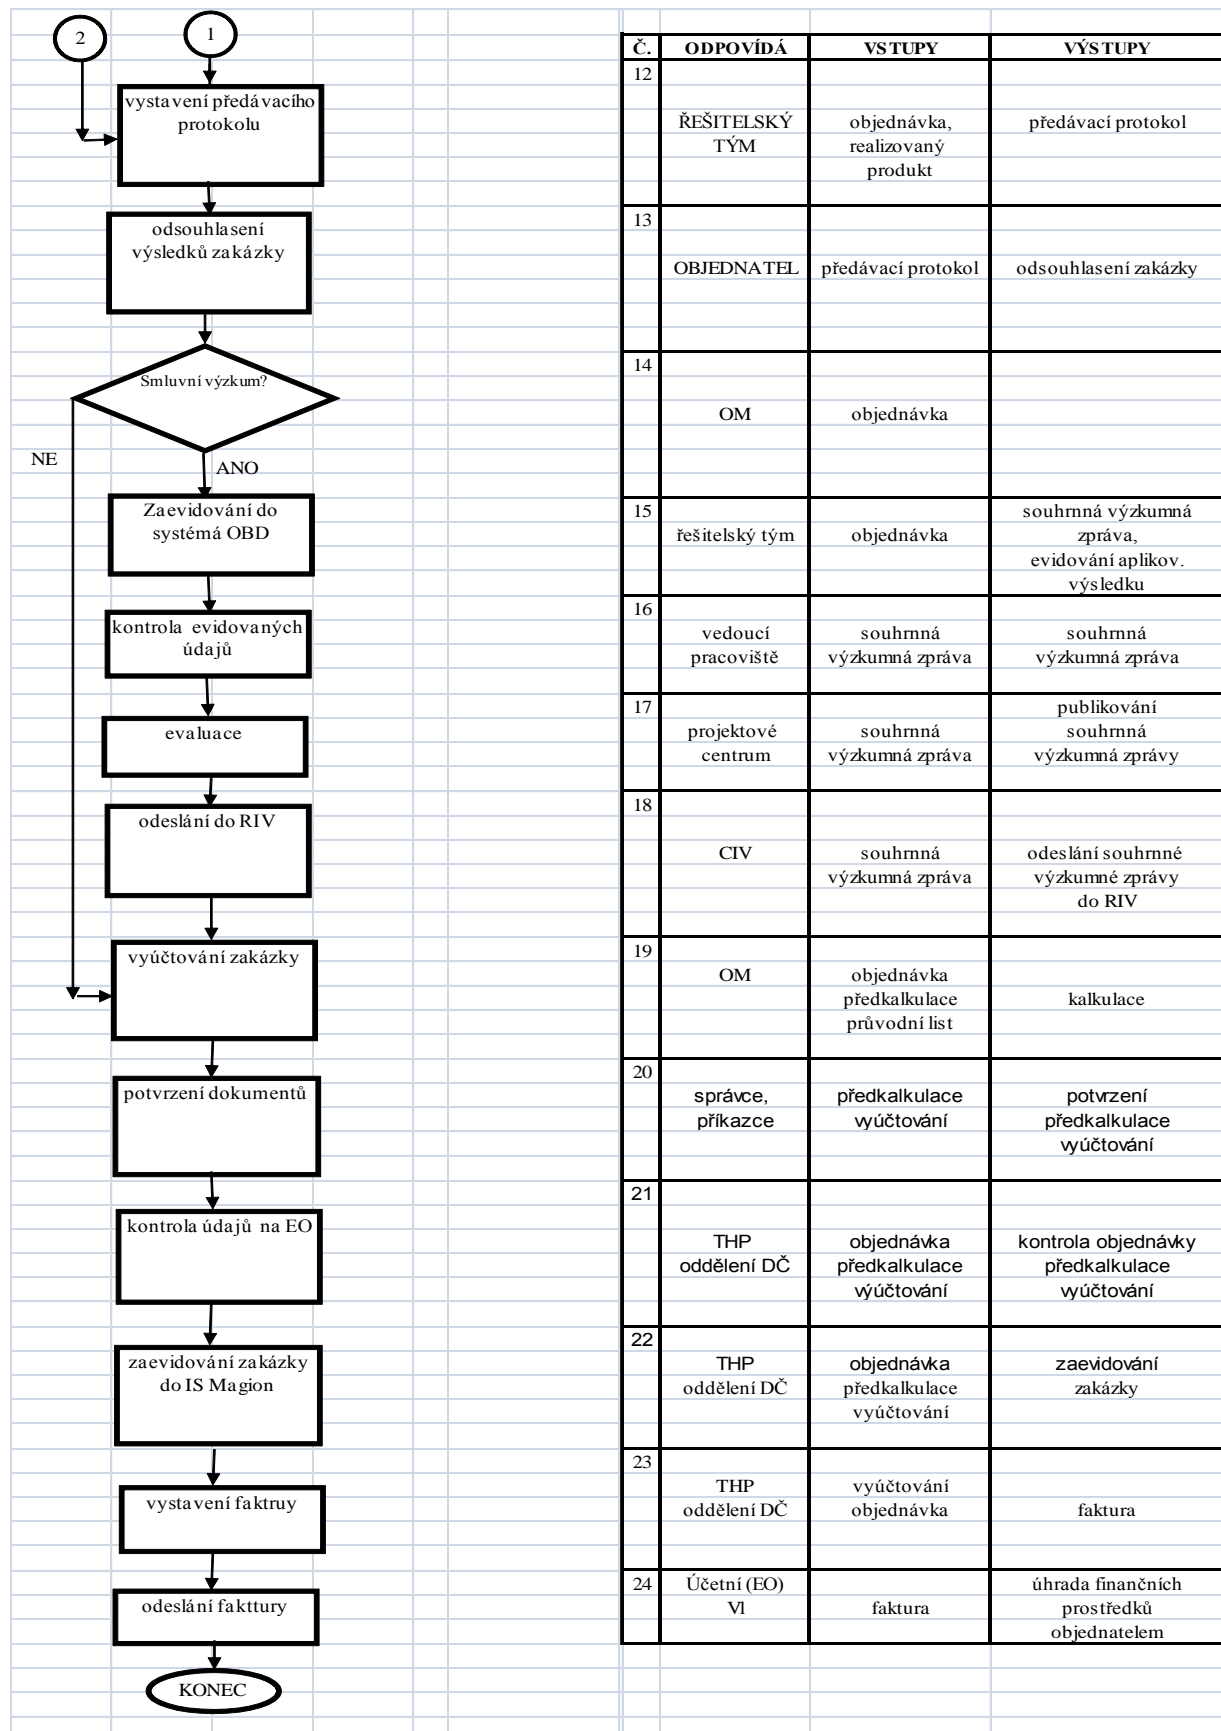 2
1
vystavení předávacího
protokolu
odsouhlasení
výsledků zakázky
Smluvní výzkum?
NE
ANO
Zaevidování do
systémá OBD
kontrola evidovaných
údajů
evaluace
odeslání do RIV
vyúčtování zakázky
potvrzení dokumentů
kontrola údajů na EO
zaevidování zakázky
do IS Magion
vystavení faktruy
odeslání fakttury
KONEC
Č. ODPOVÍDÁ VSTUPY VÝSTUPY
12
ŘEŠITELSKÝ objednávka, předávací protokol
TÝM realizovaný
produkt
13
OBJEDNATEL předávací protokol odsouhlasení zakázky
14
OM objednávka
15 souhrnná výzkumná
řešitelský tým objednávka zpráva,
evidování aplikov.
výsledku
16
vedoucí souhrnná souhrnná
pracoviště výzkumná zpráva výzkumná zpráva
17 publikování
projektové souhrnná souhrnná
centrum výzkumná zpráva výzkumná zprávy
18
CIV souhrnná odeslání souhrnné
výzkumná zpráva výzkumné zprávy
do RIV
19
OM objednávka
předkalkulace kalkulace
průvodní list
20
správce, předkalkulace potvrzení
příkazce vyúčtování předkalkulace
vyúčtování
21
THP objednávka kontrola objednávky
oddělení DČ předkalkulace předkalkulace
výúčtování vyúčtování
22
THP objednávka zaevidování
oddělení DČ předkalkulace zakázky
vyúčtování
23
THP vyúčtování
oddělení DČ objednávka faktura
24 Účetní (EO) úhrada finančních
Vl faktura prostředků
objednatelem